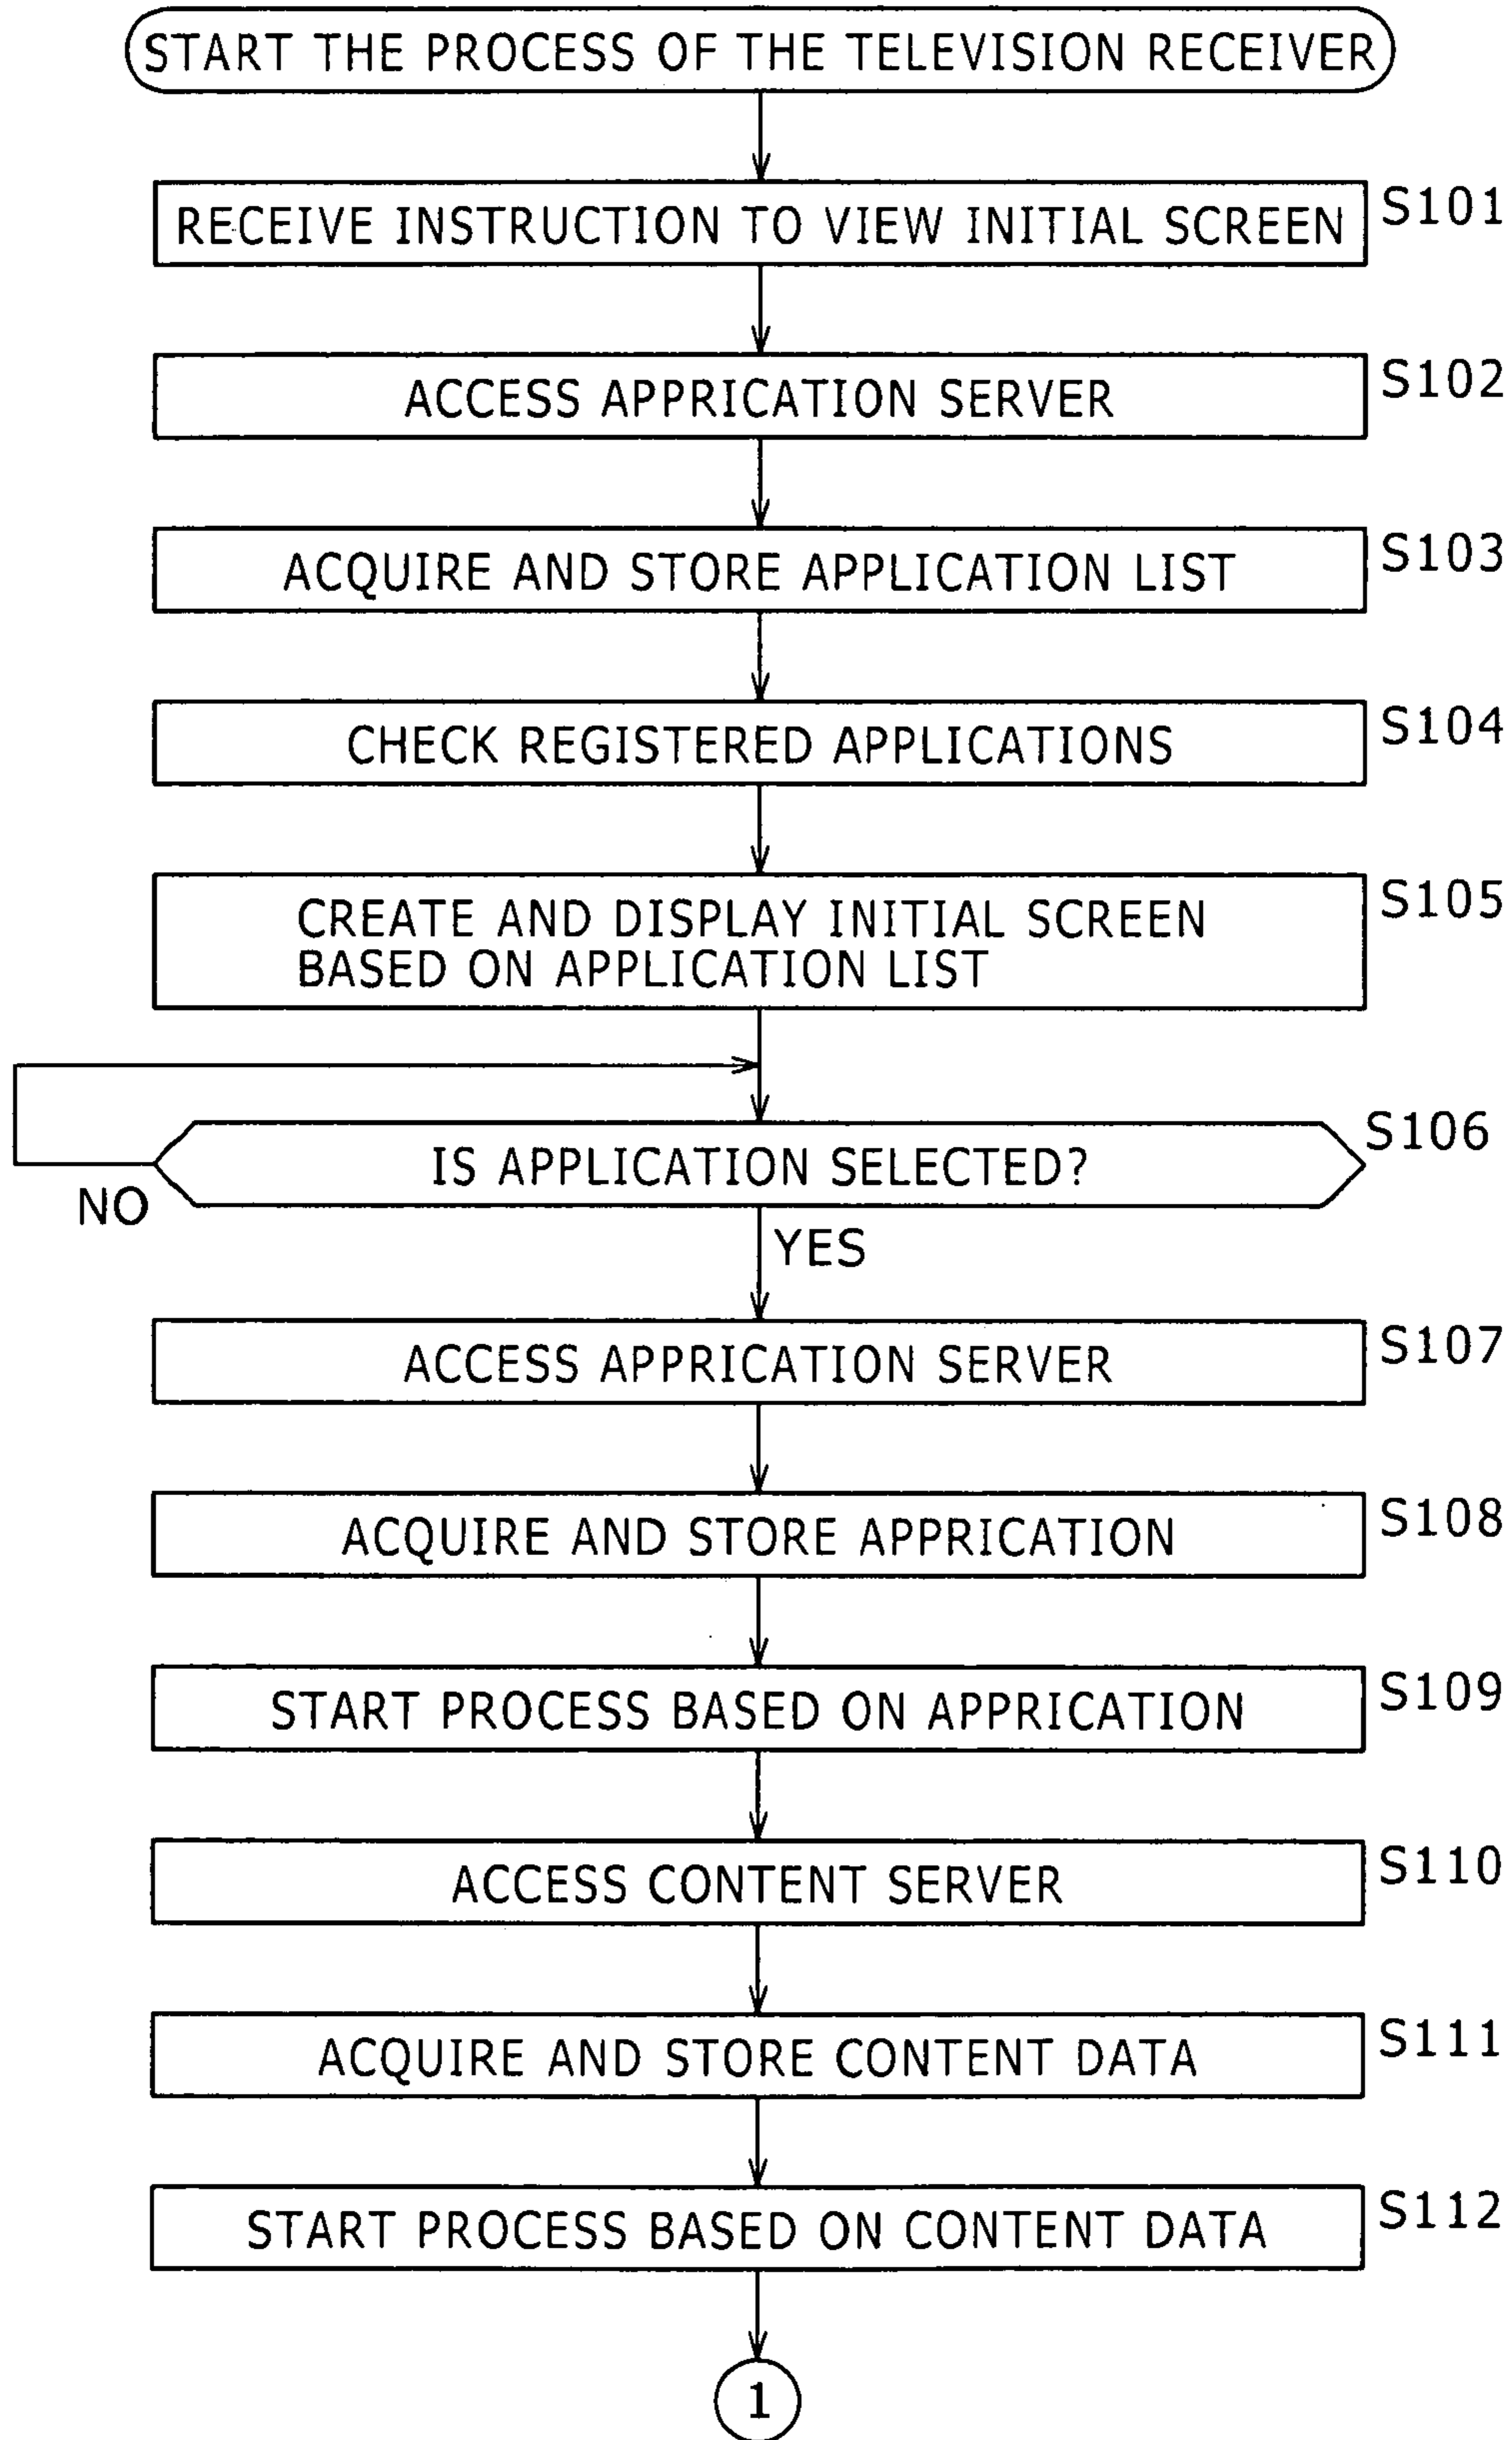 START THE PROCESS OF THE TELEVISION RECEIVER
RECEIVE INSTRUCTION TO VIEW INITIAL SCREEN S101
ACCESS APPRICATION SERVER S102
ACQUIRE AND STORE APPLICATION LIST S103
CHECK REGISTERED APPLICATIONS S104
CREATE AND DISPLAY INITIAL SCREEN S105
BASED ON APPLICATION LIST
IS APPLICATION SELECTED? S106
NO
YES
ACCESS APPRICATION SERVER S107
ACQUIRE AND STORE APPRICATION S108
START PROCESS BASED ON APPRICATION S109
ACCESS CONTENT SERVER S110
ACQUIRE AND STORE CONTENT DATA S111
START PROCESS BASED ON CONTENT DATA S112
1